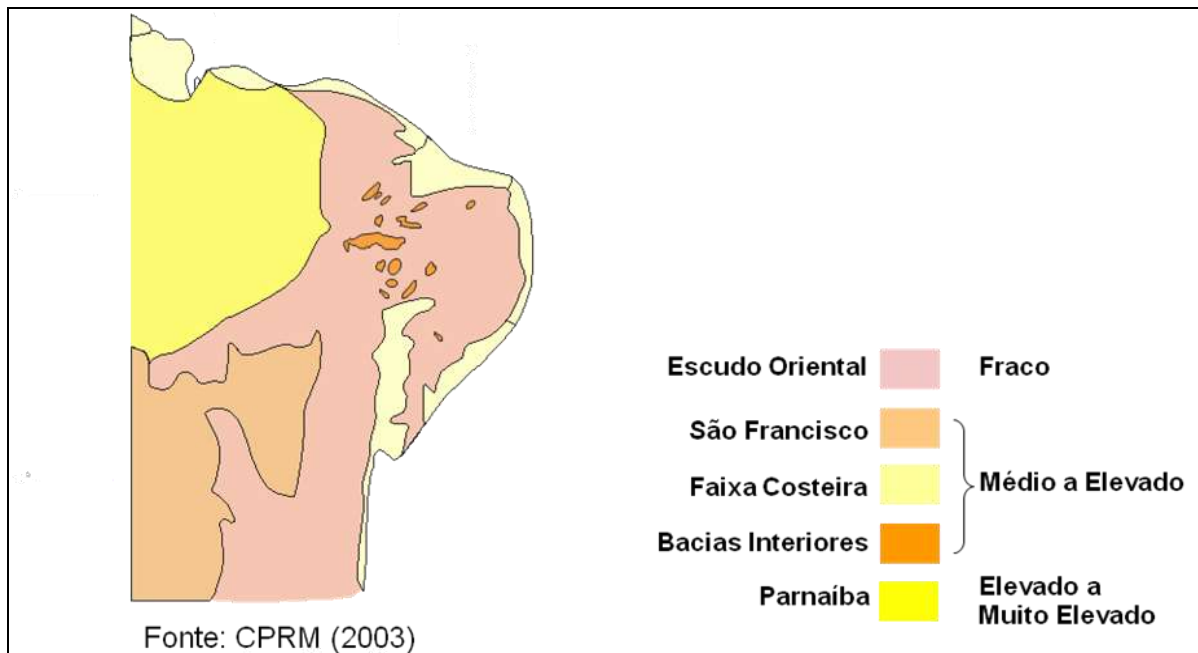 Escudo Oriental Fraco
São Francisco
Faixa Costeira Médio a Elevado
Bacias Interiores
Parnaíba Elevado a
Muito Elevado
Fonte: CPRM (2003)